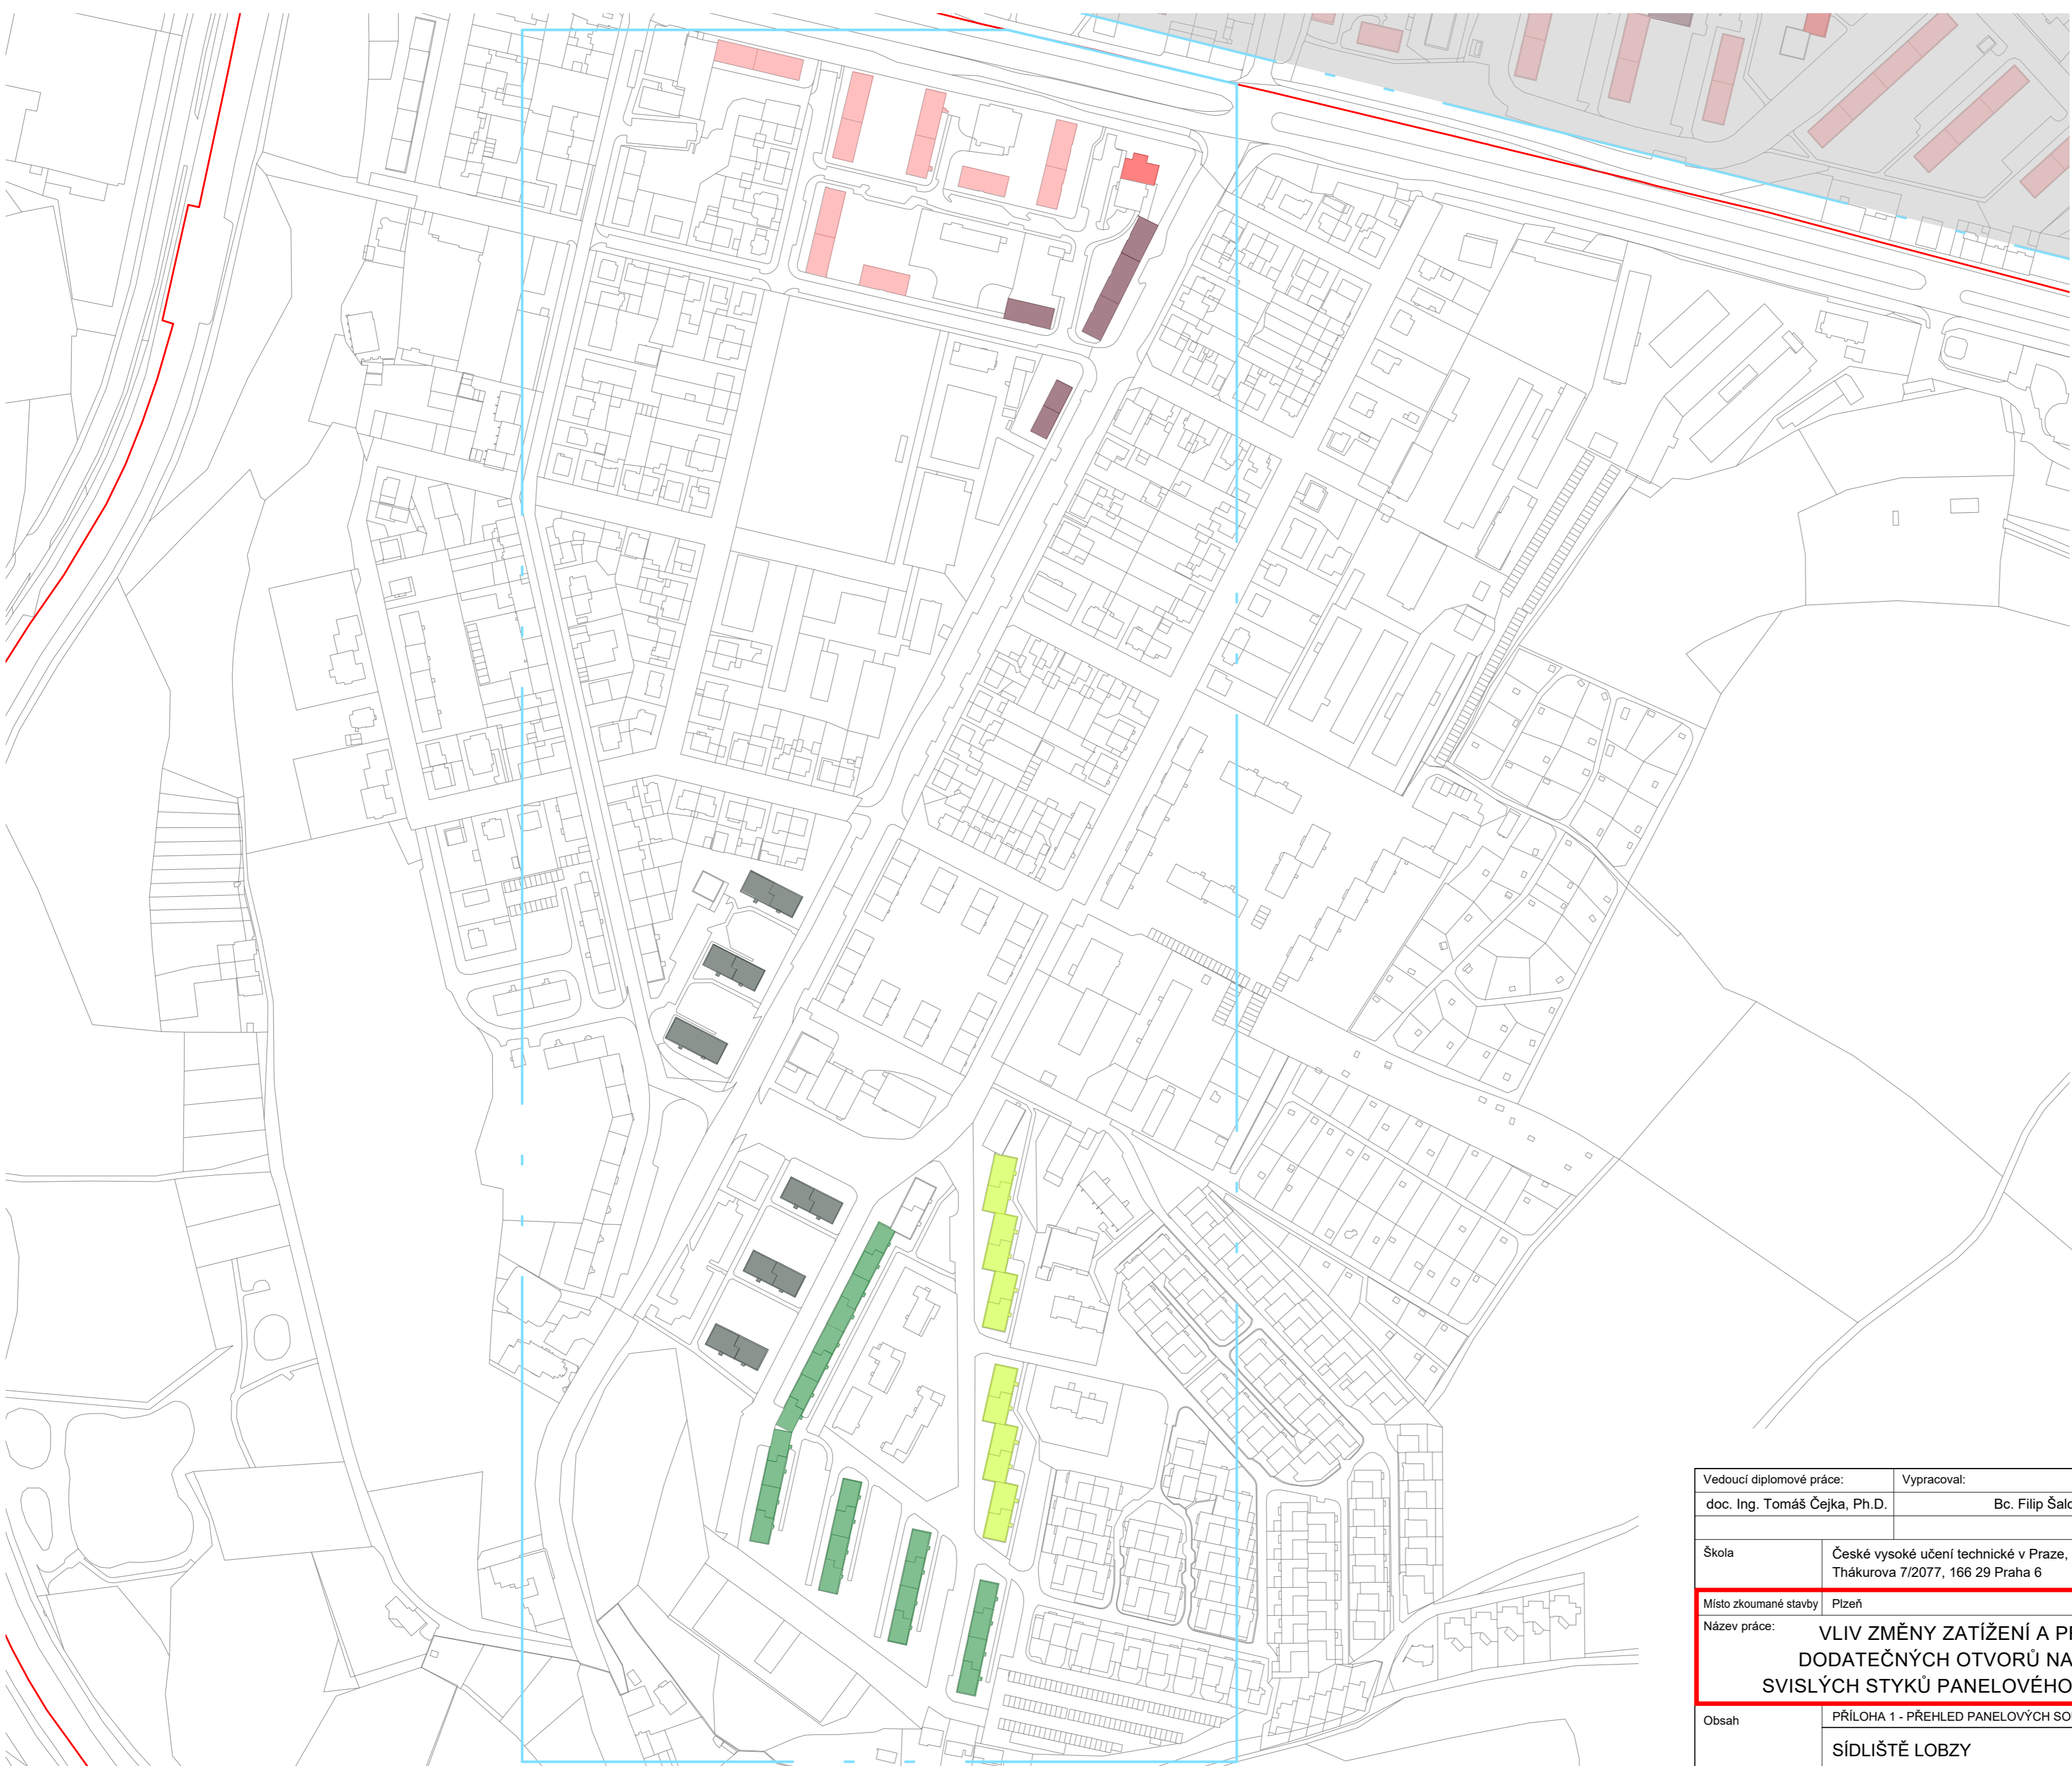 Vedoucí diplomové práce:
Vypracoval:
doc. Ing. Tomáš Čejka, Ph.D.
Bc. Filip
Škola
České vysoké učení technické v Praze,
Thákurova 7/2077, 166 29 Praha 6
Místo zkoumané stavby
Plzeň
Název práce:
VLIV ZMĚNY ZATÍŽENÍ A
DODATEČNÝCH OTVORŮ NA
SVISLÝCH STYKŮ PANELOVÉHO
Obsah
PŘÍLOHA 1 - PŘEHLED PANELOVÝCH
SÍDLIŠTĚ LOBZY